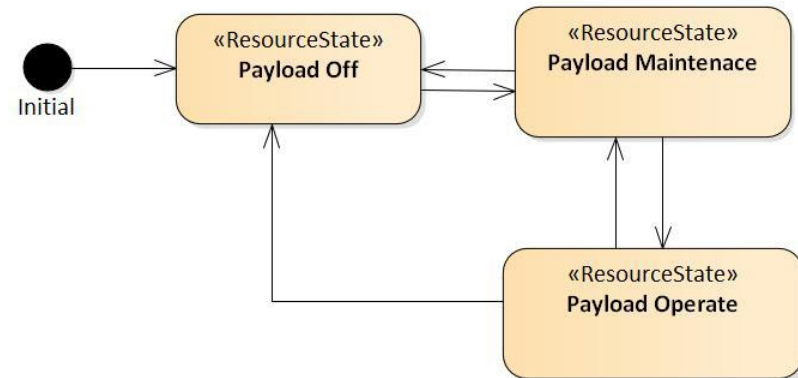 «ResourceState»
Payload Off
Initial
«ResourceState»
Payload Maintenace
«ResourceState»
Payload Operate